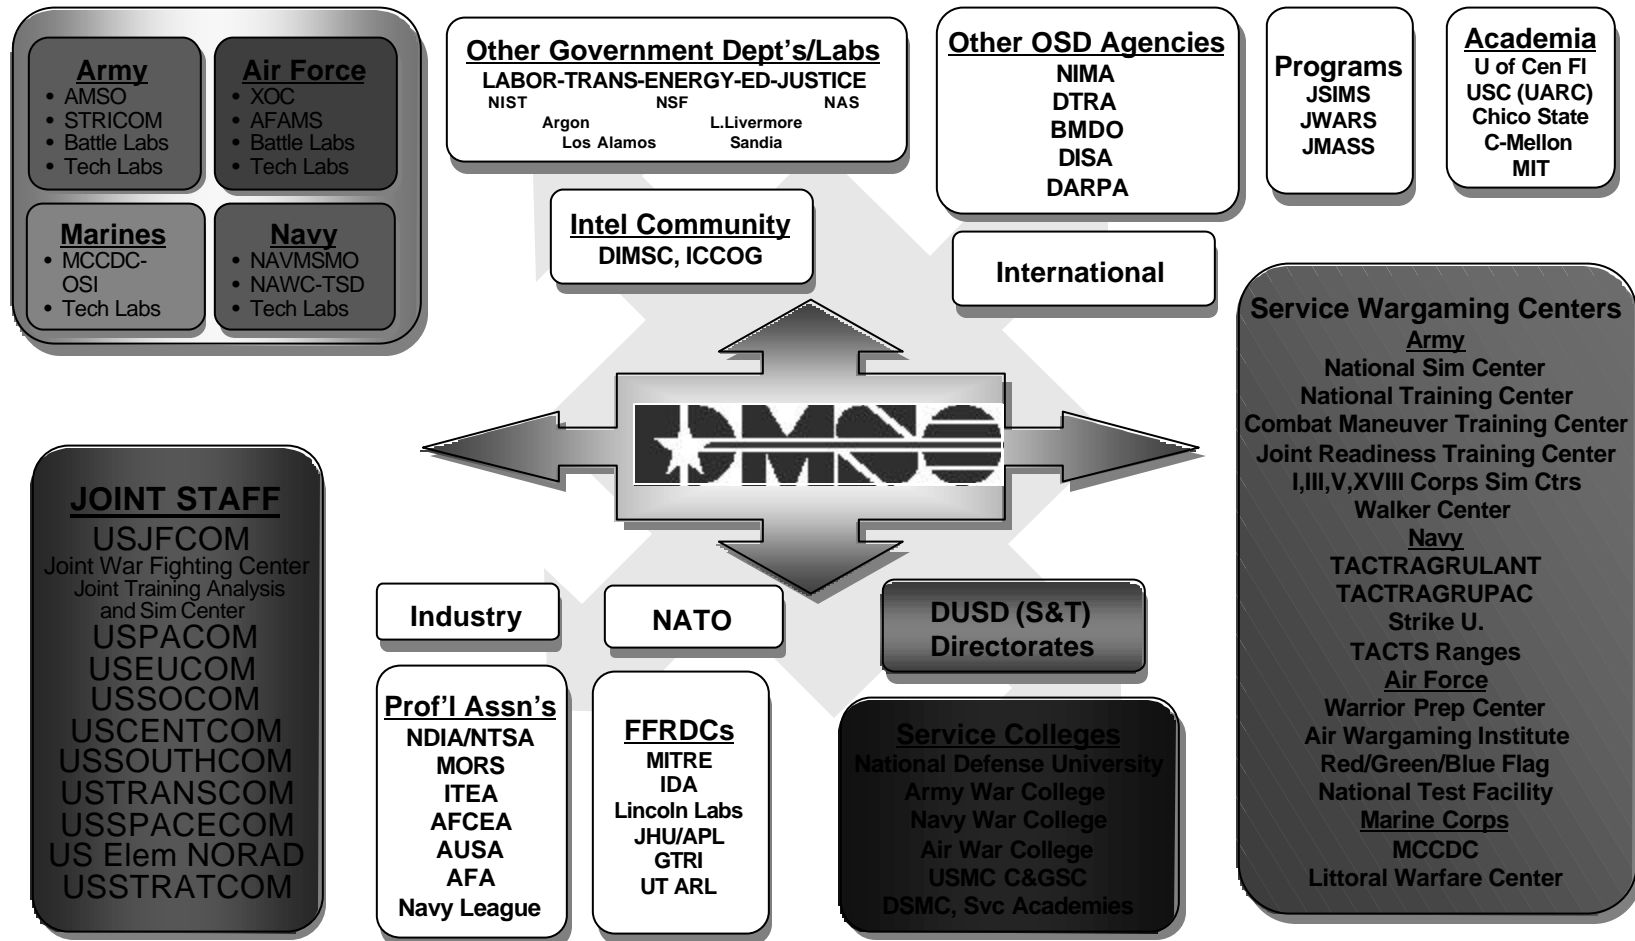 Army
• AMSO
• STRICOM
• Battle Labs
• Tech Labs
Air Force
• XOC
• AFAMS
• Battle Labs
• Tech Labs
Marines
• MCCDC-
OSI
• Tech Labs
Navy
• NAVMSMO
• NAWC-TSD
• Tech Labs
Other Government Dept's/Labs
LABOR-TRANS-ENERGY-ED-JUSTICE
NIST NSF NAS
Argon L.Livermore
Los Alamos Sandia
Intel Community
DIMSC, ICCOG
Other OSD Agencies
NIMA
DTRA
BMDO
DISA
DARPA
International
Programs
JSIMS
JWARS
JMASS
Academia
U of Cen Fl
USC (UARC)
Chico State
C-Mellon
MIT
DMSO
JOINT STAFF
USJFCOM
Joint War Fighting Center
Joint Training Analysis
and Sim Center
USPACOM
USEUCOM
USSOCOM
USCENTCOM
USSOUTHCOM
USTRANSCOM
USSPACECOM
US Elem NORAD
USSTRATCOM
Industry
Prof'l Assn's
NDIA/NTSA
MORS
ITEA
AFCEA
AUSA
AFA
Navy League
NATO
FFRDCs
MITRE
IDA
Lincoln Labs
JHU/APL
GTRI
UT ARL
DUSD (S&T)
Directorates
Service Colleges
National Defense University
Army War College
Navy War College
Air War College
USMC C&GSC
DSMC, Svc Academies
Service Wargaming Centers
Army
National Sim Center
National Training Center
Combat Maneuver Training Center
Joint Readiness Training Center
I,III,V,XVIII Corps Sim Ctrs
Walker Center
Navy
TACTRAGRULANT
TACTRAGRUPAC
Strike U.
TACTS Ranges
Air Force
Warrior Prep Center
Air Wargaming Institute
Red/Green/Blue Flag
National Test Facility
Marine Corps
MCCDC
Littoral Warfare Center